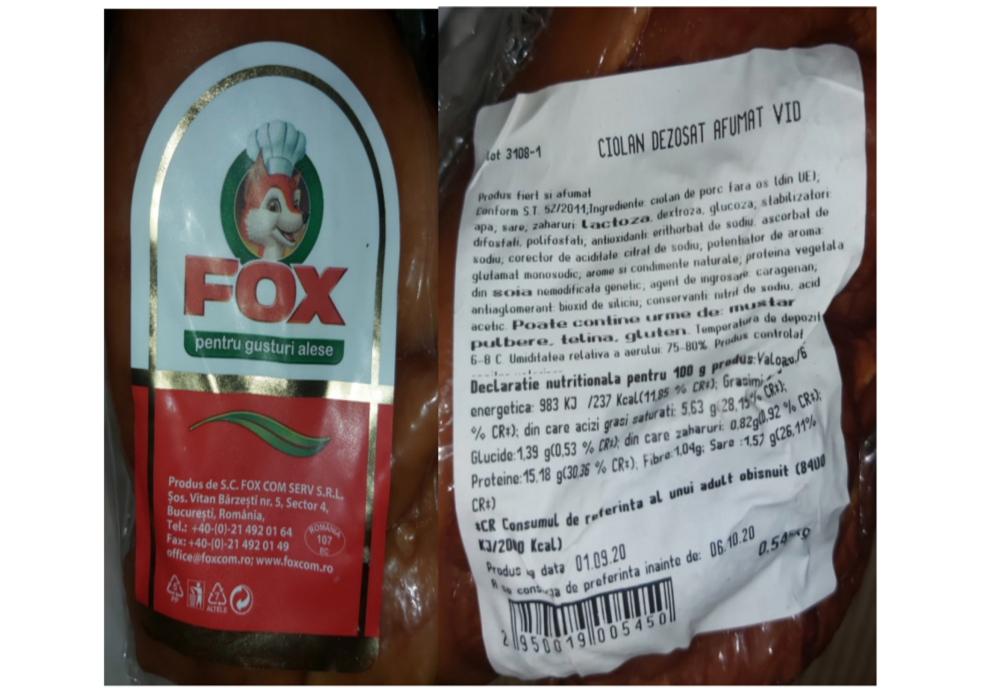 FOX
pentru gusturi alese
Produs de S.C. FOX COM SERV S.R.L.
Șos. Vitan Bârzești nr. 5, Sector 4,
București, România,
Tel.: +40-(0)-21 492 01 64
Fax: +40-(0)-21 492 01 49
office@foxcom.ro; www.foxcom.ro
ROMANIA
107
EC
PP
ALTELE
Lot 3108-1
CIOLAN DEZOSAT AFUMAT VID
Produs fiert si afumat
Conform S.T. 52/2011,Ingrediente: ciolan de porc fara os (din UE);
apa, sare, zaharuri: Lactoza, dextroza, glucoza, stabilizatori:
difosfati, polifosfati, antioxidanti: erithorbat de sodiu, ascorbat de
sodiu, corector de aciditate: citrat de sodiu, potentiator de aroma:
glutamat monosodic; arome si condimente naturale; proteina vegetala
din soia nemodificata genetic, agent de ingrosare: caragenan;
antiaglomerant: bioxid de siliciu; conservanti: nitrit de sodiu, acid
acetic. Poate contine urme de: mustar
pulbere, telina, gluten. Temperatura de depozit
6-8 C Umiditatea relativa a aerului: 75-80% Produs controlat
Declaratie nutritionala pentru 100 g produs:Valoa
energetica: 983 KJ /237 Kcal(11,85 % CR*); Grasimi
% CR*); din care acizi grasi saturati: 5,63 g(28,15% CR*);
Glucide:1,39 g(0,53 % CR*); din care zaharuri: 0,82g(0,92 % CR*);
Proteine:15,18 g(30,36 % CR*), Fibre:1,04g; Sare :1,57 g(26,11%
CR*)
*CR Consumul de referinta al unui adult obisnuit (8400
KJ/2000 Kcal)
Produs data 01.09.20
A se de preferinta inainte de: 06.10.20 0.54
2 950019 005450